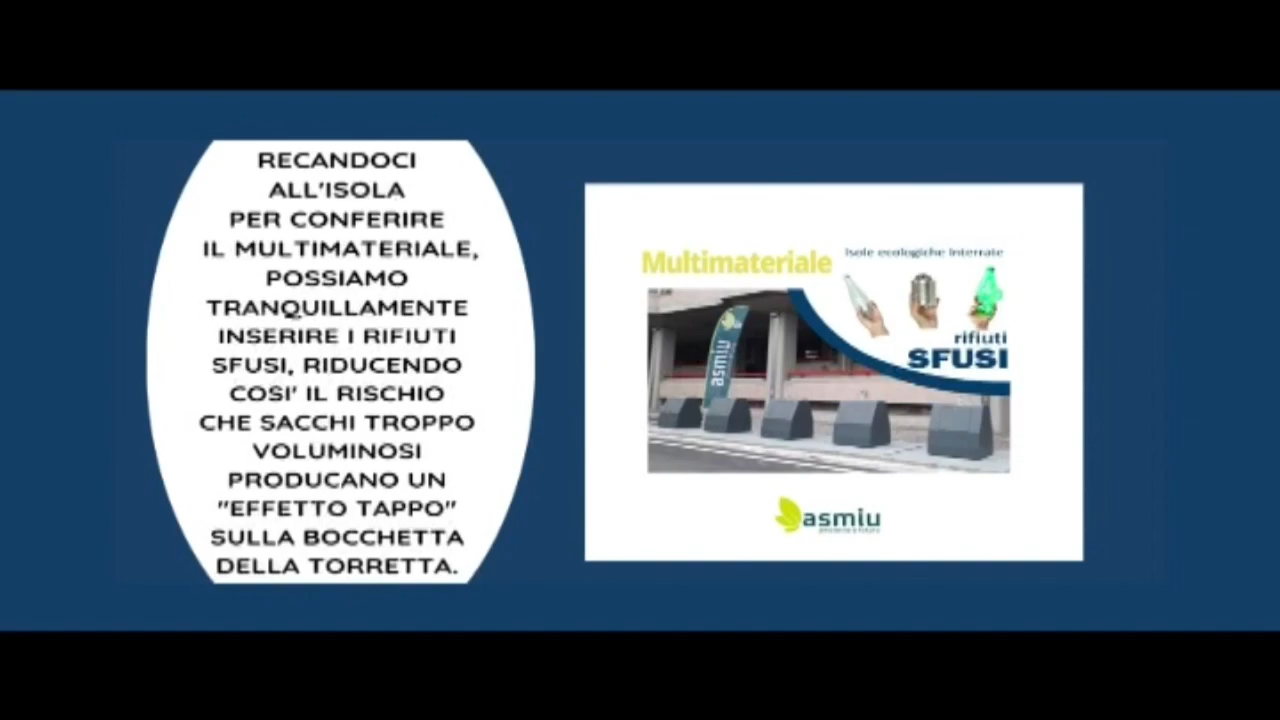 RECANDOCI
ALL'ISOLA
PER CONFERIRE
IL MULTIMATERIALE,
POSSIAMO
TRANQUILLAMENTE
INSERIRE I RIFIUTI
SFUSI, RIDUCENDO
COSI' IL RISCHIO
CHE SACCHI TROPPO
VOLUMINOSI
PRODUCANO UN
"EFFETTO TAPPO"
SULLA BOCCHETTA
DELLA TORRETTA.
Multimateriale
Isole ecologiche Interrate
rifiuti
SFUSI
asmiu
asmiu